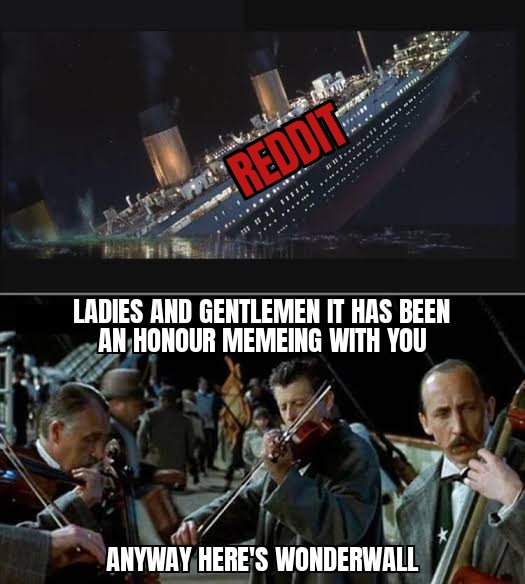 REDDIT
LADIES AND GENTLEMEN IT HAS BEEN
AN HONOUR MEMEING WITH YOU
ANYWAY HERE'S WONDERWALL